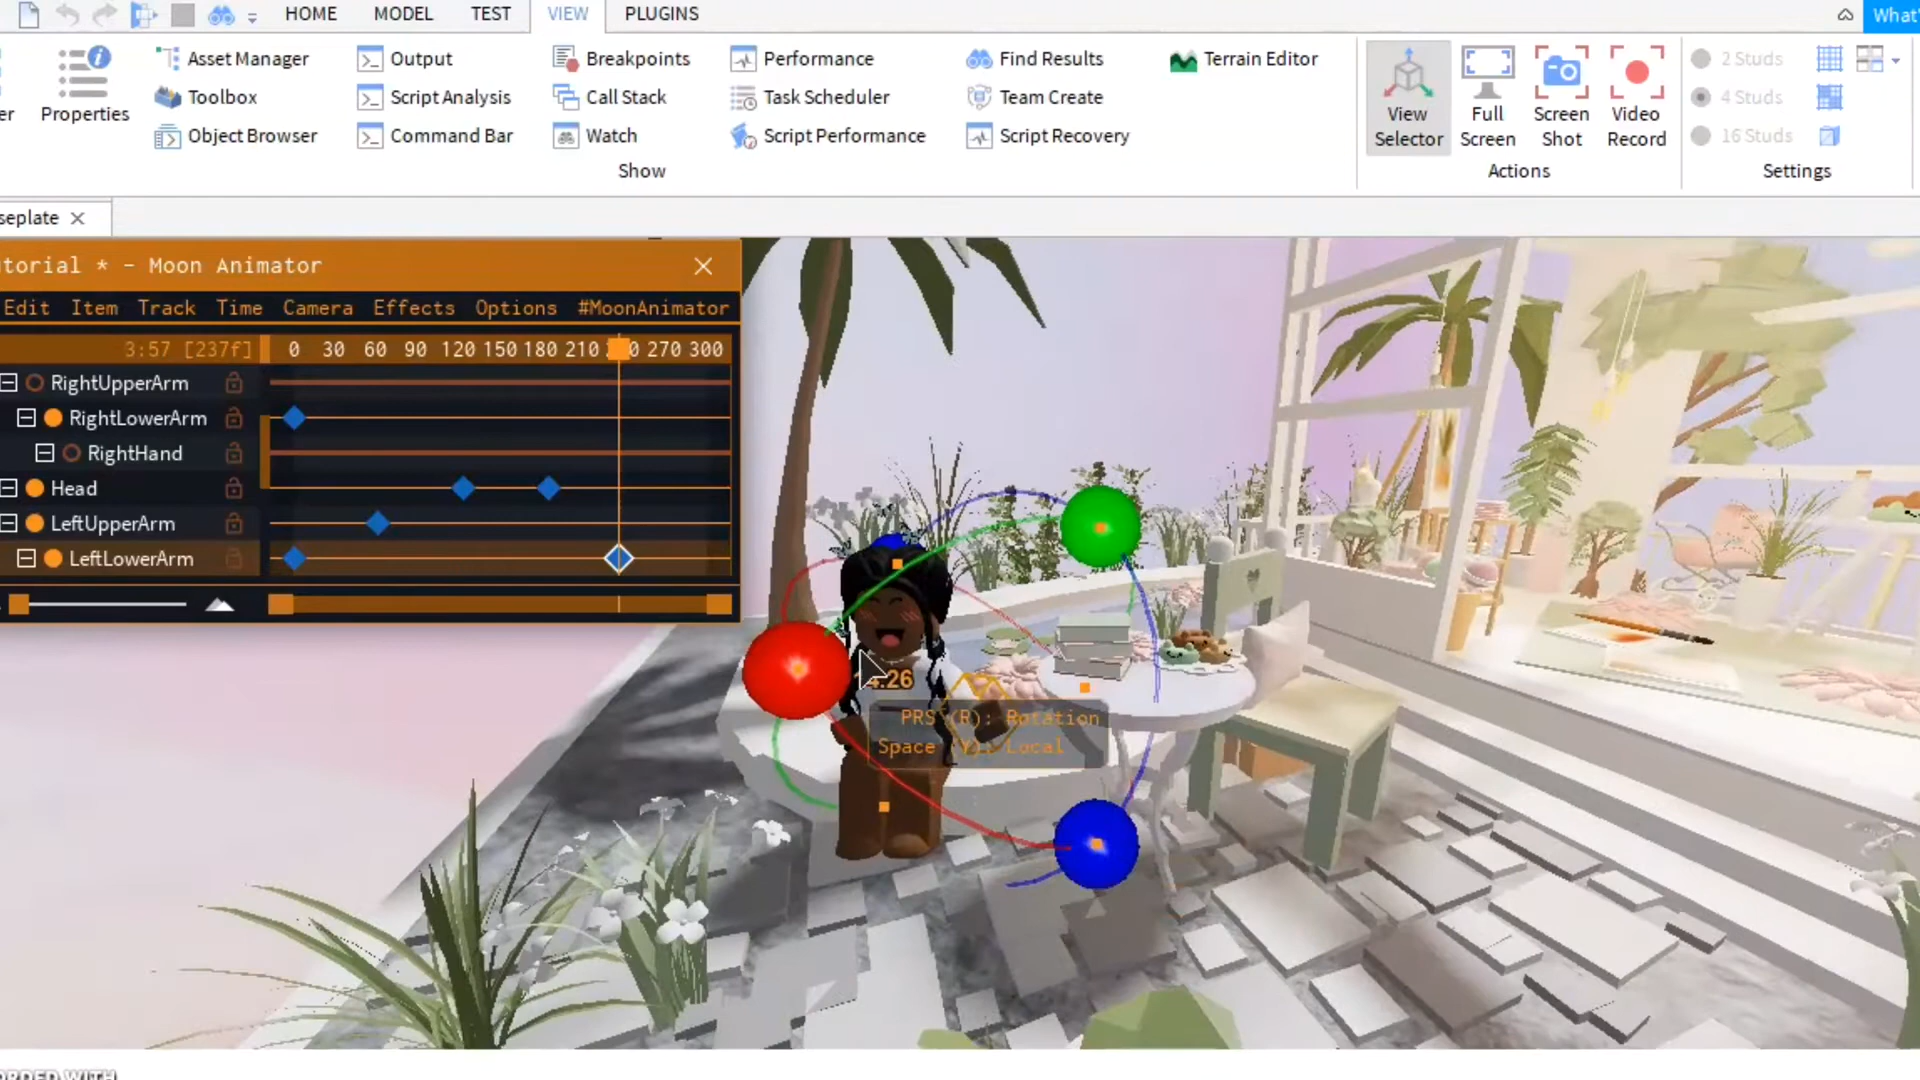 HOME MODEL TEST VIEW PLUGINS What'
Properties
Asset Manager
Toolbox
Object Browser
Output
Script Analysis
Command Bar
Breakpoints
Call Stack
Watch
Performance
Task Scheduler
Script Performance
Find Results
Team Create
Script Recovery
Terrain Editor
Show
View
Selector
Full
Screen
Screen
Shot
Video
Record
Actions
2 Studs
4 Studs
16 Studs
Settings
seplate
utorial * - Moon Animator
Edit Item Track Time Camera Effects Options #MoonAnimator
3:57 [237f] 0 30 60 90 120 150 180 210 0 270 300
RightUpperArm
RightLowerArm
RightHand
Head
LeftUpperArm
LeftLowerArm
4.26
PRS (R): Rotation
Space (Y): Local